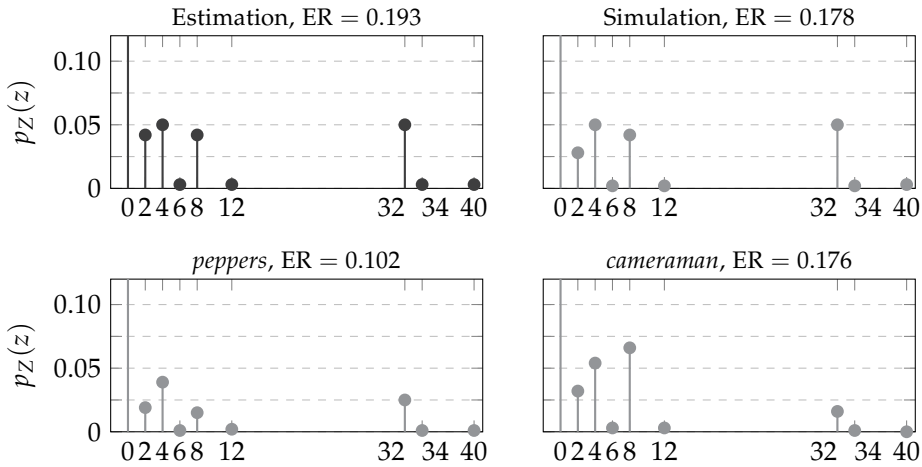 Estimation, ER = 0.193
Simulation, ER = 0.178
0.10
0.05
0
p_Z(z)
0 2 4 6 8 12 32 34 40
0 2 4 6 8 12 32 34 40
peppers, ER = 0.102
cameraman, ER = 0.176
0.10
0.05
0
p_Z(z)
0 2 4 6 8 12 32 34 40
0 2 4 6 8 12 32 34 40